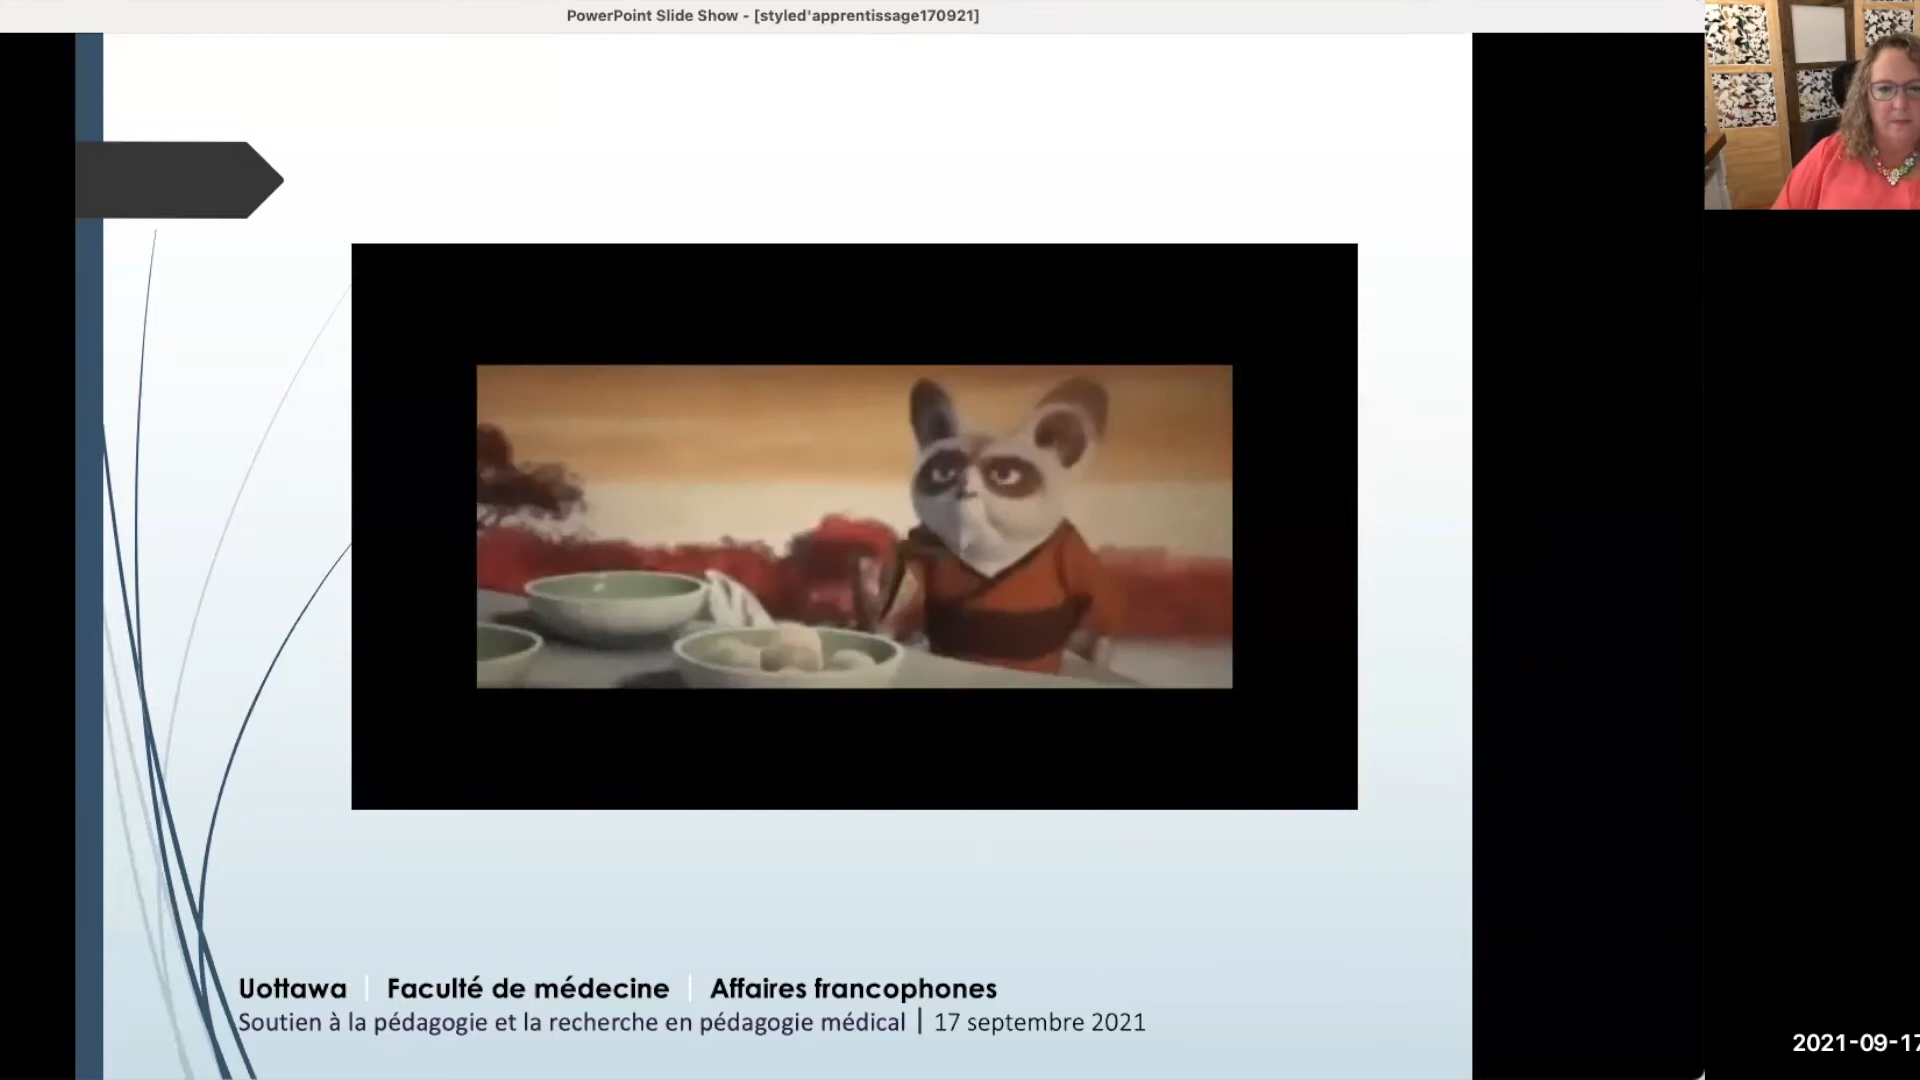 PowerPoint Slide Show - [styled'apprentissage170921]
Uottawa | Faculté de médecine | Affaires francophones
Soutien à la pédagogie et la recherche en pédagogie médical | 17 septembre 2021
2021-09-17